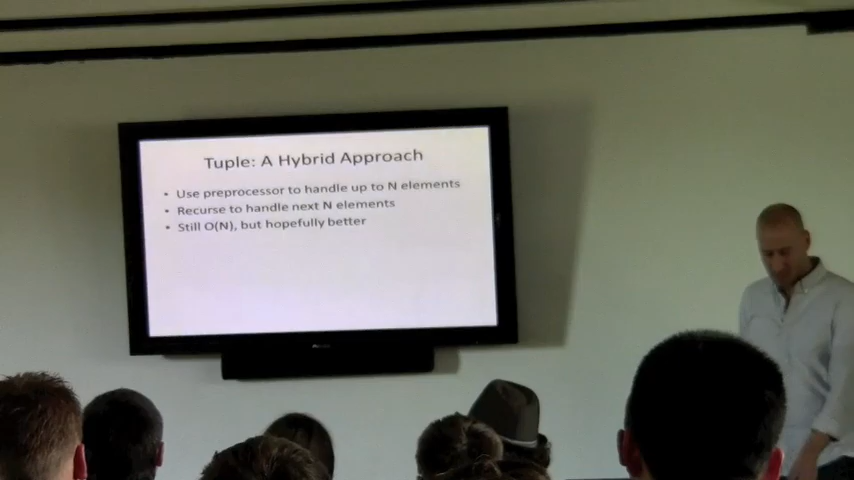 Tuple: A Hybrid Approach
• Use preprocessor to handle up to N elements
• Recurse to handle next N elements
• Still O(N), but hopefully better